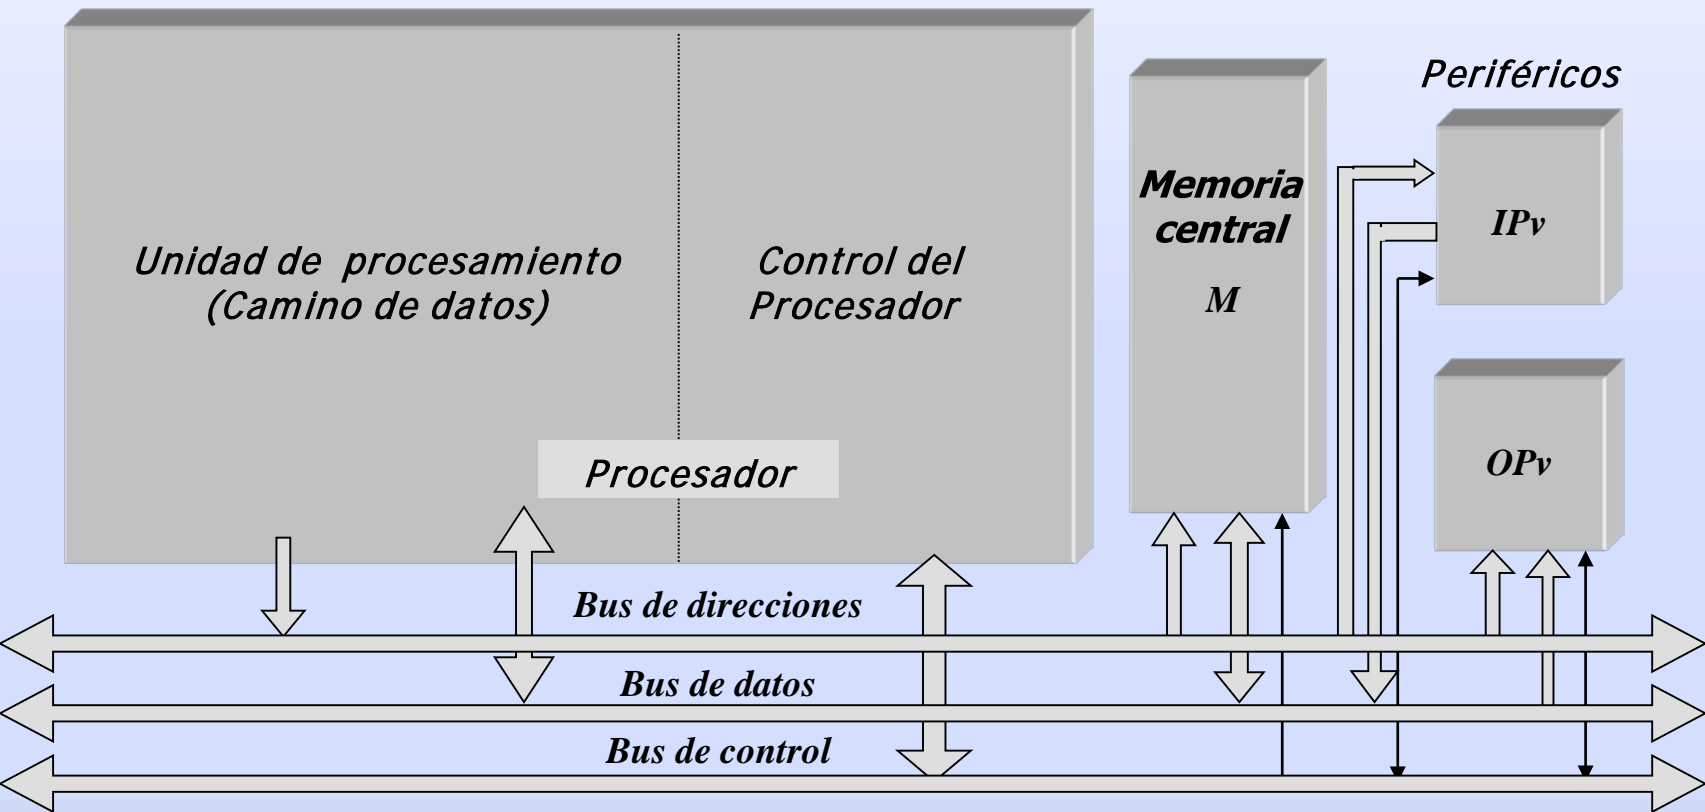 Unidad de procesamiento
(Camino de datos)
Control del
Procesador
Procesador
Memoria
central
M
Periféricos
IPv
OPv
Bus de direcciones
Bus de datos
Bus de control